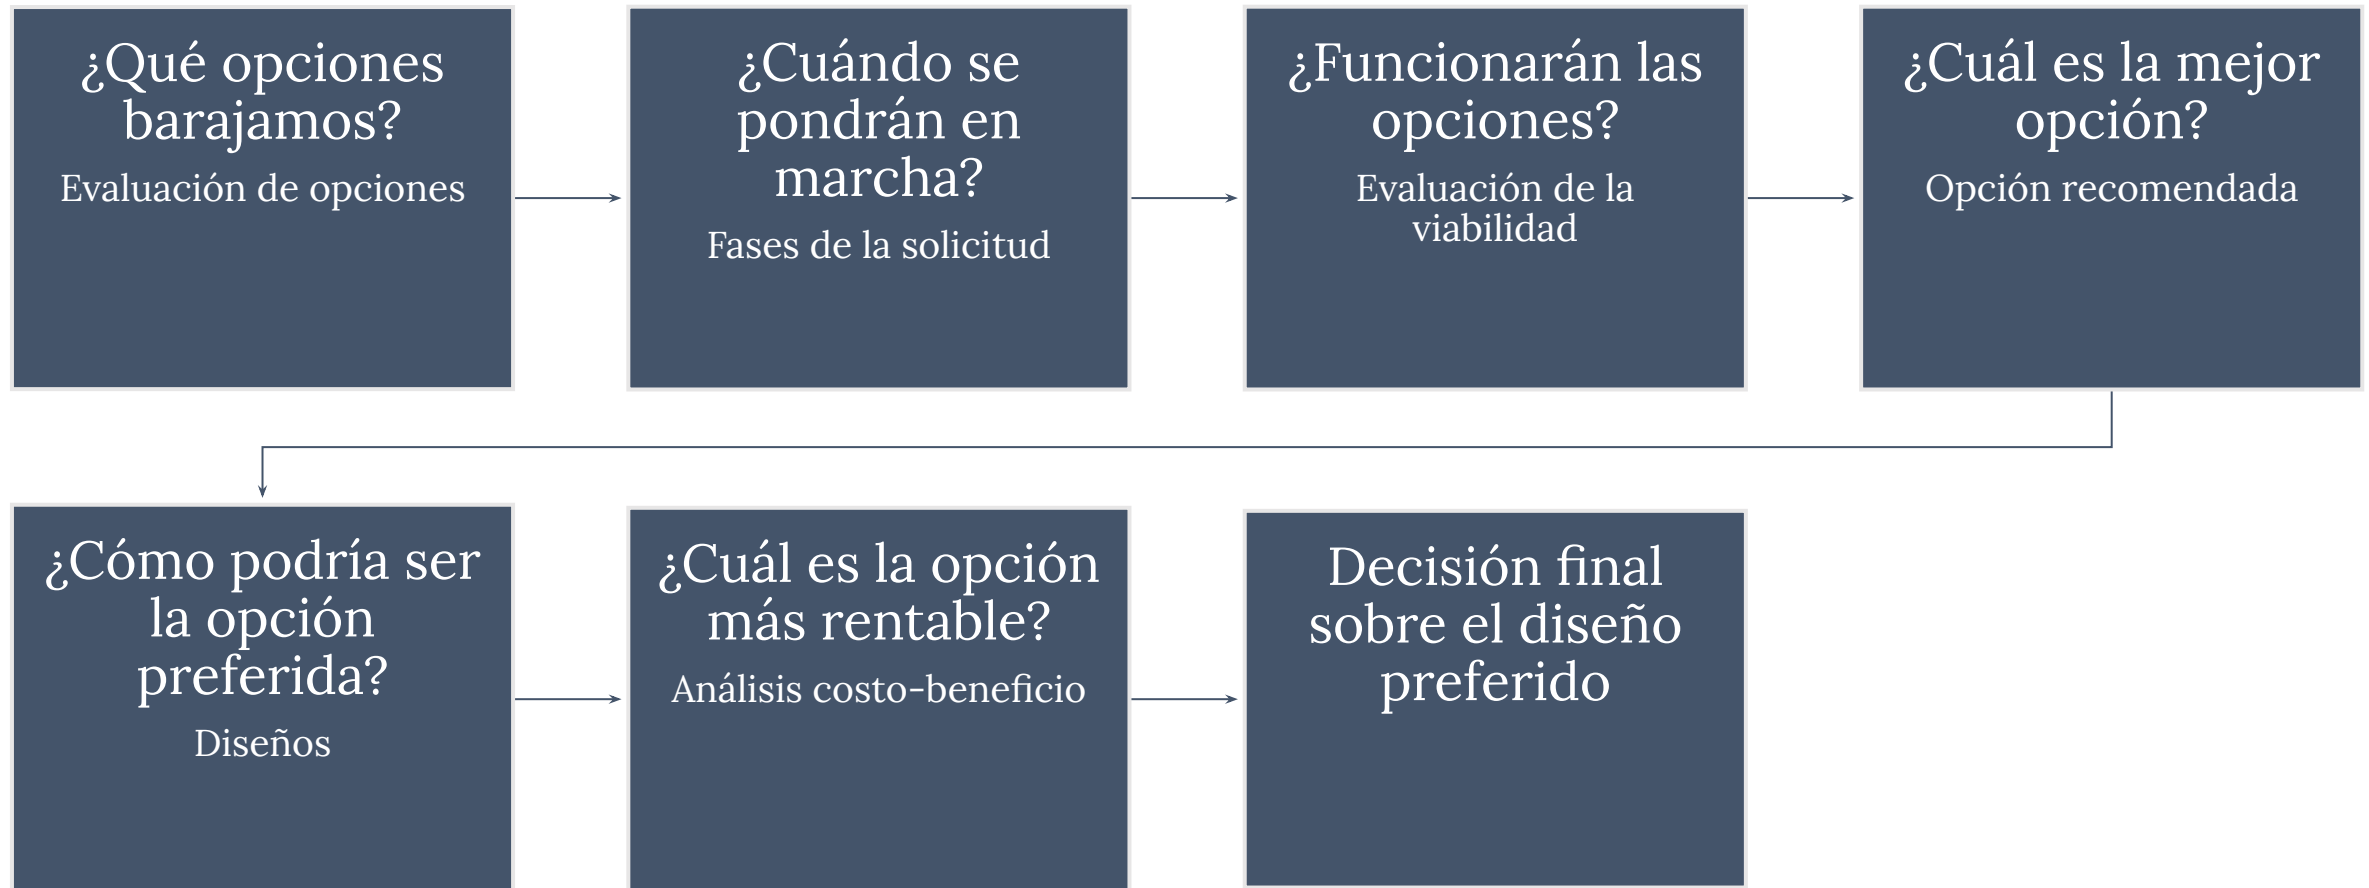 ¿Qué opciones
barajamos?
Evaluación de opciones
¿Cuándo se
pondrán en
marcha?
Fases de la solicitud
¿Funcionarán las
opciones?
Evaluación de la
viabilidad
¿Cuál es la mejor
opción?
Opción recomendada
¿Cómo podría ser
la opción
preferida?
Diseños
¿Cuál es la opción
más rentable?
Análisis costo-beneficio
Decisión final
sobre el diseño
preferido